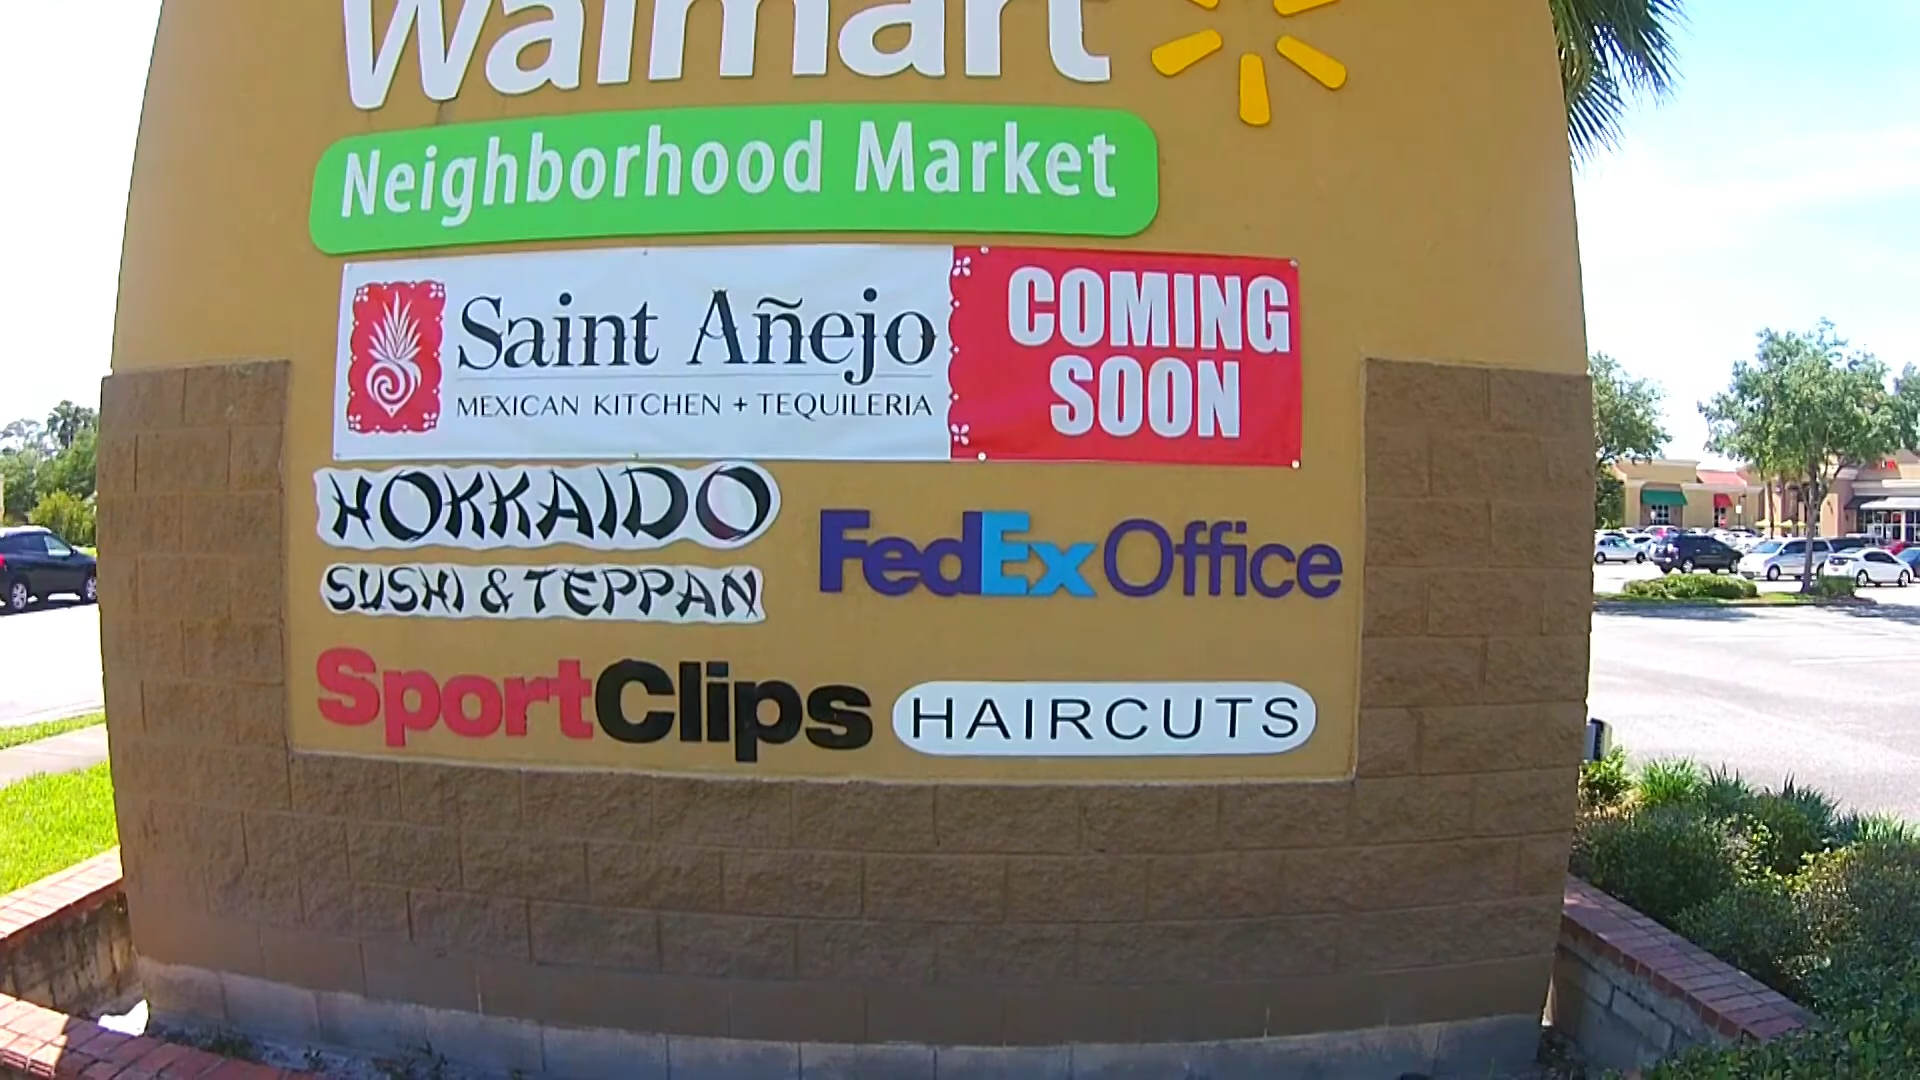 Walmart
Neighborhood Market
Saint Añejo
MEXICAN KITCHEN + TEQUILERIA
COMING
SOON
HOKKAIDO
SUSHI & TEPPAN
FedEx Office
SportClips HAIRCUTS